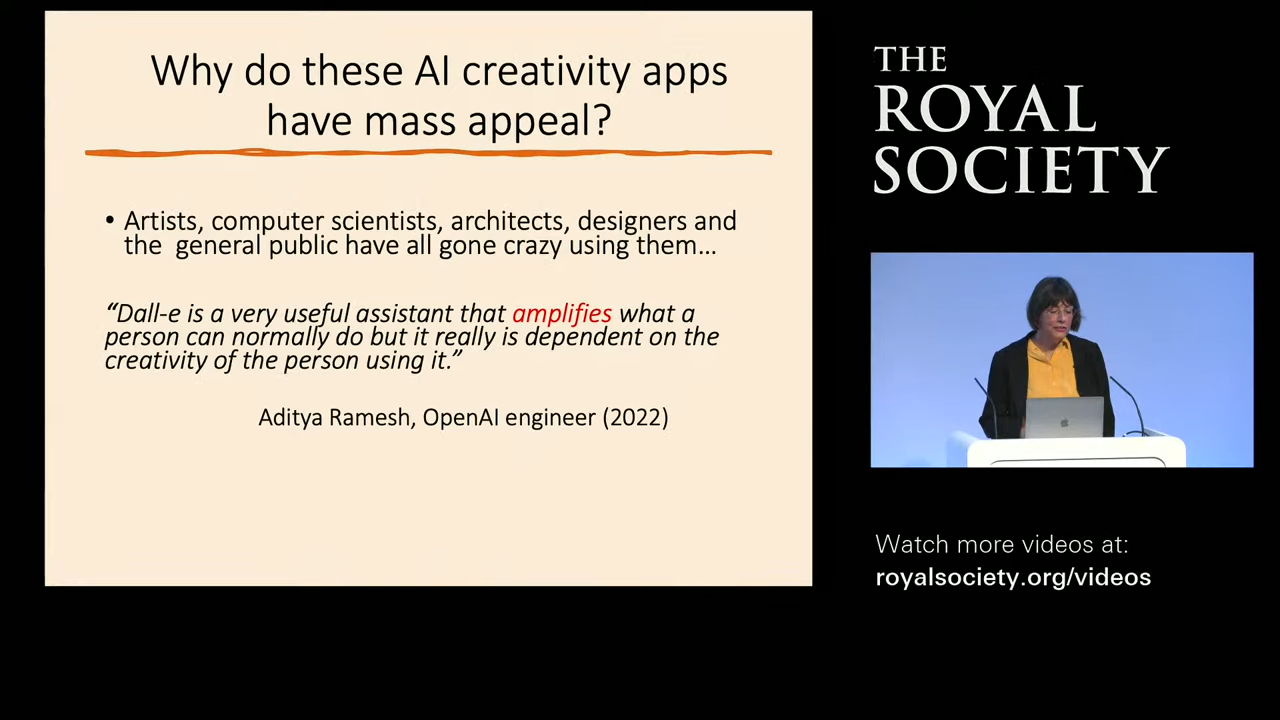 Why do these AI creativity apps
have mass appeal?
• Artists, computer scientists, architects, designers and
the  general public have all gone crazy using them…
“Dall-e is a very useful assistant that amplifies what a
person can normally do but it really is dependent on the
creativity of the person using it.”
Aditya Ramesh, OpenAI engineer (2022)
THE
ROYAL
SOCIETY
Watch more videos at:
royalsociety.org/videos